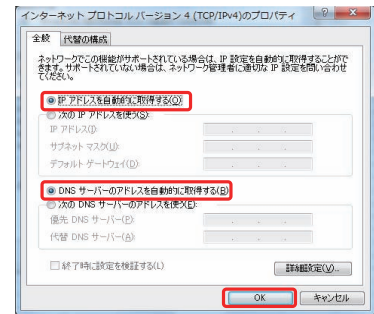 インターネット プロトコル バージョン 4 (TCP/IPv4)のプロパティ
全般 代替の構成
ネットワークでこの機能がサポートされている場合は、IP 設定を自動的に取得することがで
きます。サポートされていない場合は、ネットワーク管理者に適切な IP 設定を問い合わせ
てください。
IP アドレスを自動的に取得する(O)
次の IP アドレスを使う(S):
IP アドレス(I):
サブネット マスク(U):
デフォルト ゲートウェイ(D):
DNS サーバーのアドレスを自動的に取得する(B)
次の DNS サーバーのアドレスを使う(E):
優先 DNS サーバー(P):
代替 DNS サーバー(A):
終了時に設定を検証する(L)
詳細設定(V)...
OK キャンセル